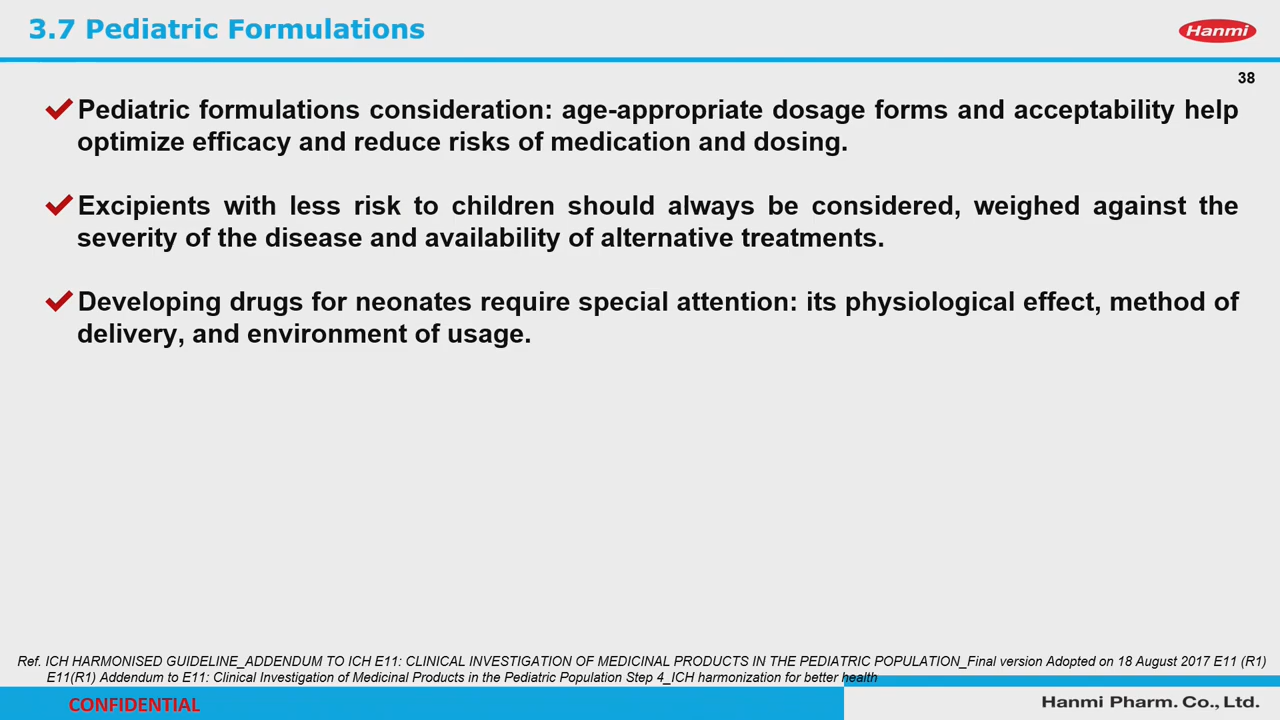 3.7 Pediatric Formulations
Hanmi
38
Pediatric formulations consideration: age-appropriate dosage forms and acceptability help
optimize efficacy and reduce risks of medication and dosing.
Excipients with less risk to children should always be considered, weighed against the
severity of the disease and availability of alternative treatments.
Developing drugs for neonates require special attention: its physiological effect, method of
delivery, and environment of usage.
Ref. ICH HARMONISED GUIDELINE_ADDENDUM TO ICH E11: CLINICAL INVESTIGATION OF MEDICINAL PRODUCTS IN THE PEDIATRIC POPULATION_Final version Adopted on 18 August 2017 E11 (R1)
E11(R1) Addendum to E11: Clinical Investigation of Medicinal Products in the Pediatric Population Step 4_ICH harmonization for better health
CONFIDENTIAL
Hanmi Pharm. Co., Ltd.